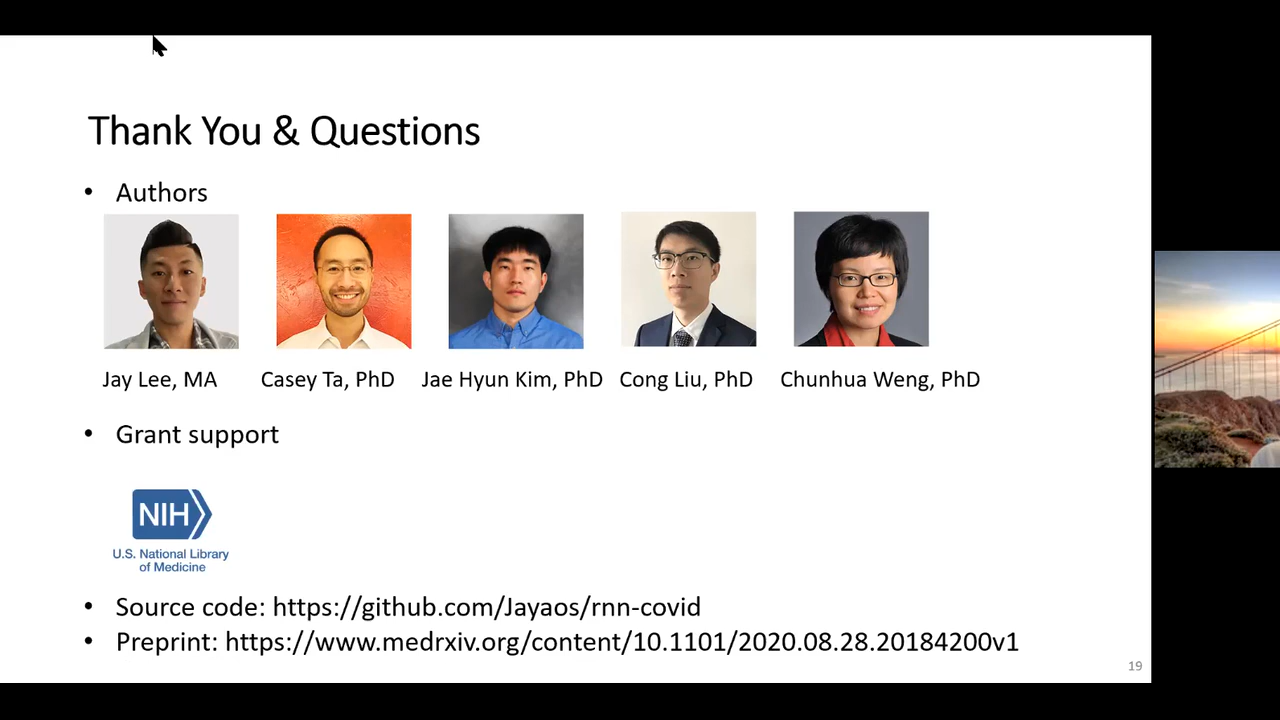 Thank You & Questions
• Authors
Jay Lee, MA
Casey Ta, PhD
Jae Hyun Kim, PhD
Cong Liu, PhD
Chunhua Weng, PhD
• Grant support
NIH
U.S. National Library
of Medicine
• Source code: https://github.com/Jayaos/rnn-covid
• Preprint: https://www.medrxiv.org/content/10.1101/2020.08.28.20184200v1
19